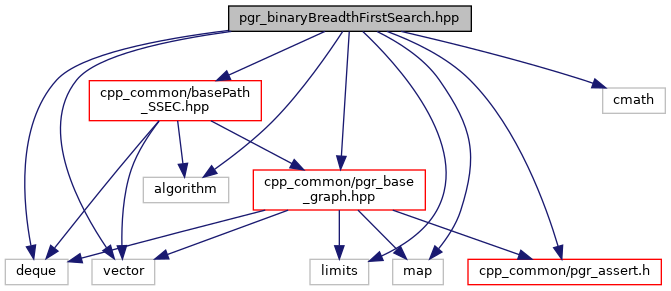 pgr_binaryBreadthFirstSearch.hpp
cpp_common/basePath
_SSEC.hpp
cmath
algorithm
cpp_common/pgr_base
_graph.hpp
deque
vector
limits
map
cpp_common/pgr_assert.h